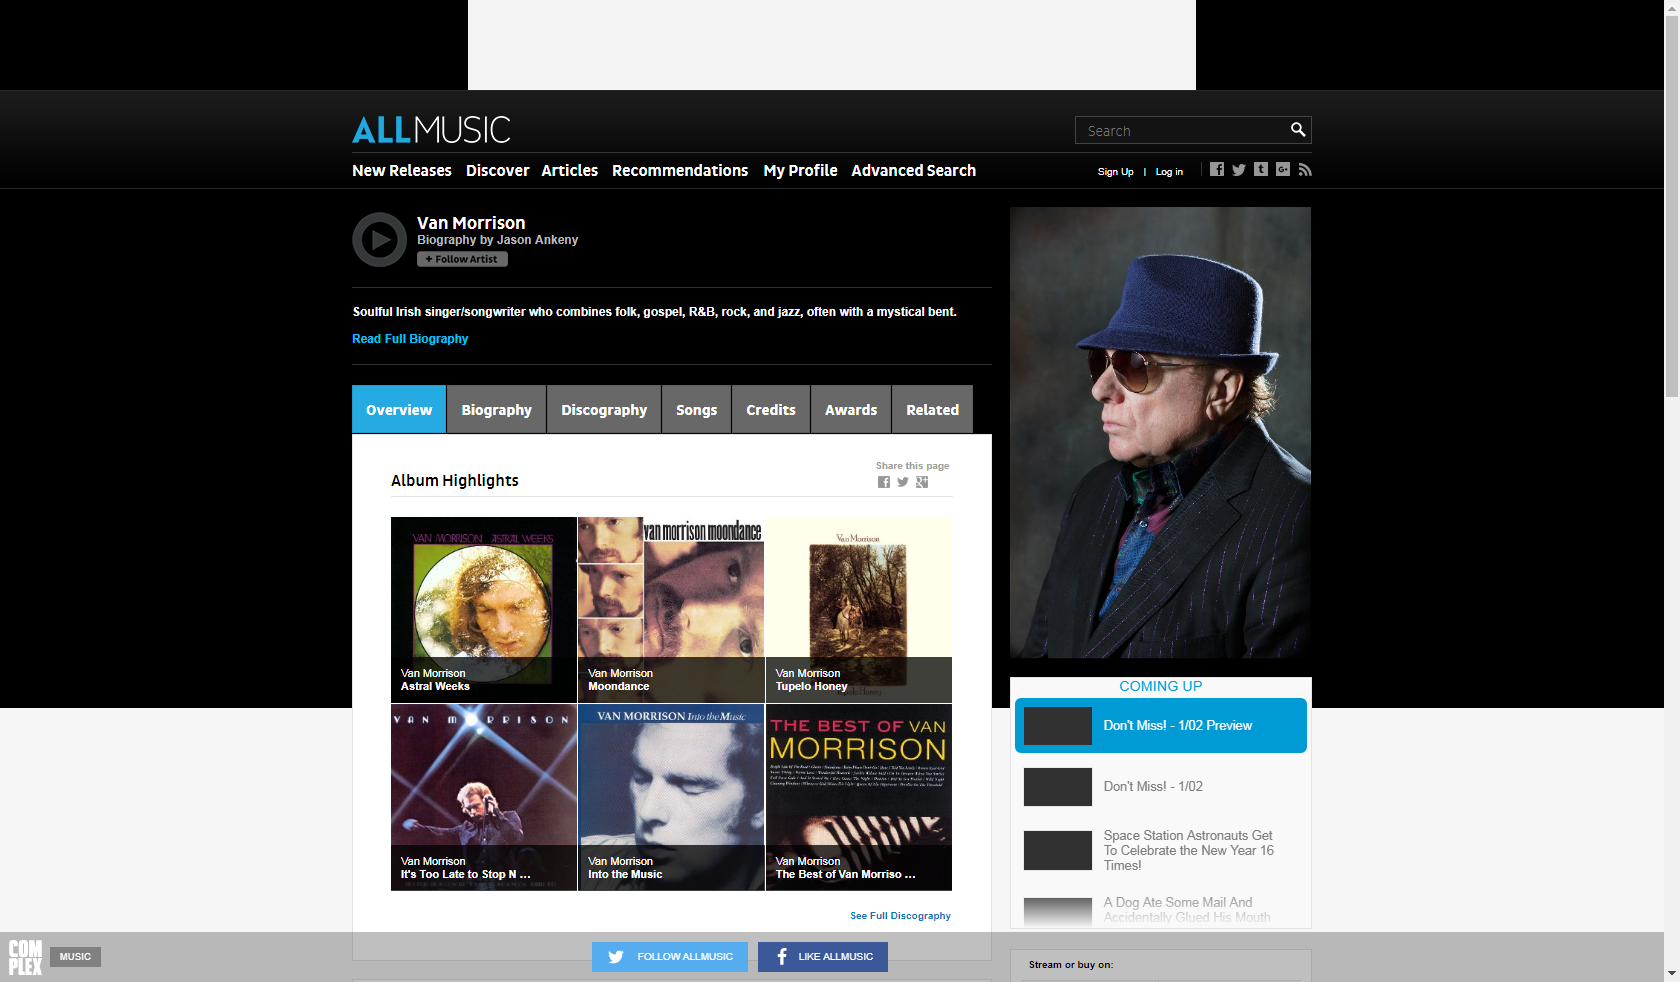 ALLMUSIC
Search
New Releases Discover Articles Recommendations My Profile Advanced Search
Sign Up | Log in
Van Morrison
Biography by Jason Ankeny
+ Follow Artist
Soulful Irish singer/songwriter who combines folk, gospel, R&B, rock, and jazz, often with a mystical bent.
Read Full Biography
Overview Biography Discography Songs Credits Awards Related
Share this page
Album Highlights
VAN MORRISON ASTRAL WEEKS
van morrison moondance
Van Morrison
Van Morrison
Astral Weeks
Van Morrison
Moondance
Van Morrison
Tupelo Honey
Tupelo Honey
VAN MORRISON
VAN MORRISON Into the Music
THE BEST OF VAN
MORRISON
Van Morrison
It's Too Late to Stop N ...
Van Morrison
Into the Music
Van Morrison
The Best of Van Morriso ...
See Full Discography
COMING UP
Don't Miss! - 1/02 Preview
Don't Miss! - 1/02
Space Station Astronauts Get
To Celebrate the New Year 16
Times!
A Dog Ate Some Mail And
Accidentally Glued His Mouth
Stream or buy on:
COM
PLEX
MUSIC
FOLLOW ALLMUSIC
LIKE ALLMUSIC